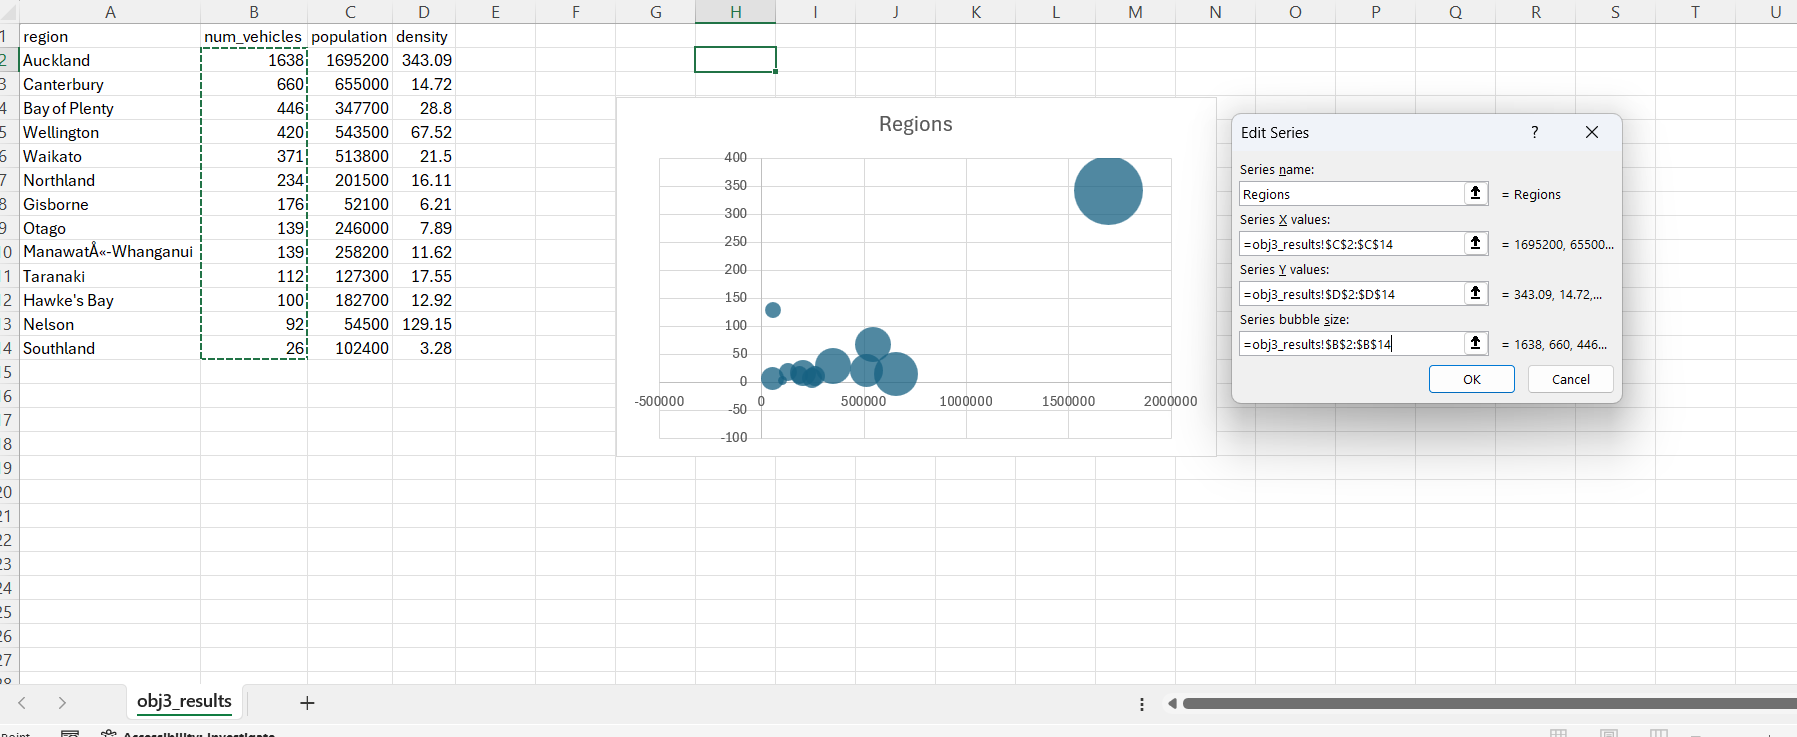 A B C D E F G H I J K L M N O P Q R S T U
1 region num_vehicles population density
2 Auckland 1638 1695200 343.09
3 Canterbury 660 655000 14.72
4 Bay of Plenty 446 347700 28.8
5 Wellington 420 543500 67.52
6 Waikato 371 513800 21.5
7 Northland 234 201500 16.11
8 Gisborne 176 52100 6.21
9 Otago 139 246000 7.89
10 ManawatÅ«-Whanganui 139 258200 11.62
11 Taranaki 112 127300 17.55
12 Hawke's Bay 100 182700 12.92
13 Nelson 92 54500 129.15
14 Southland 26 102400 3.28
15
16
17
18
19
20
21
22
23
24
25
26
27
28
Regions
400
350
300
250
200
150
100
50
0
-50
-100
-500000 0 500000 1000000 1500000 2000000
Edit Series ?
Series name:
Regions = Regions
Series X values:
=obj3_results!$C$2:$C$14 = 1695200, 65500...
Series Y values:
=obj3_results!$D$2:$D$14 = 343.09, 14.72,...
Series bubble size:
=obj3_results!$B$2:$B$14 = 1638, 660, 446...
OK Cancel
obj3_results
Point Accessibility: Investigate